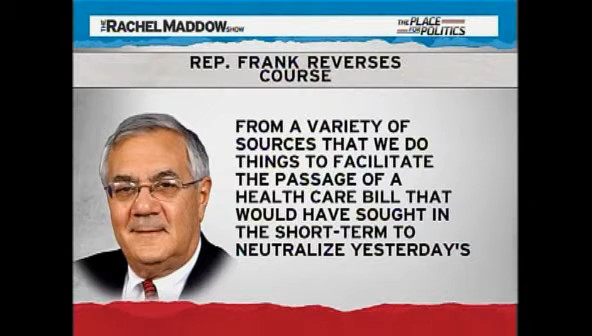 THE RACHEL MADDOW SHOW
THE PLACE FOR POLITICS
REP. FRANK REVERSES
COURSE
FROM A VARIETY OF
SOURCES THAT WE DO
THINGS TO FACILITATE
THE PASSAGE OF A
HEALTH CARE BILL THAT
WOULD HAVE SOUGHT IN
THE SHORT-TERM TO
NEUTRALIZE YESTERDAY'S